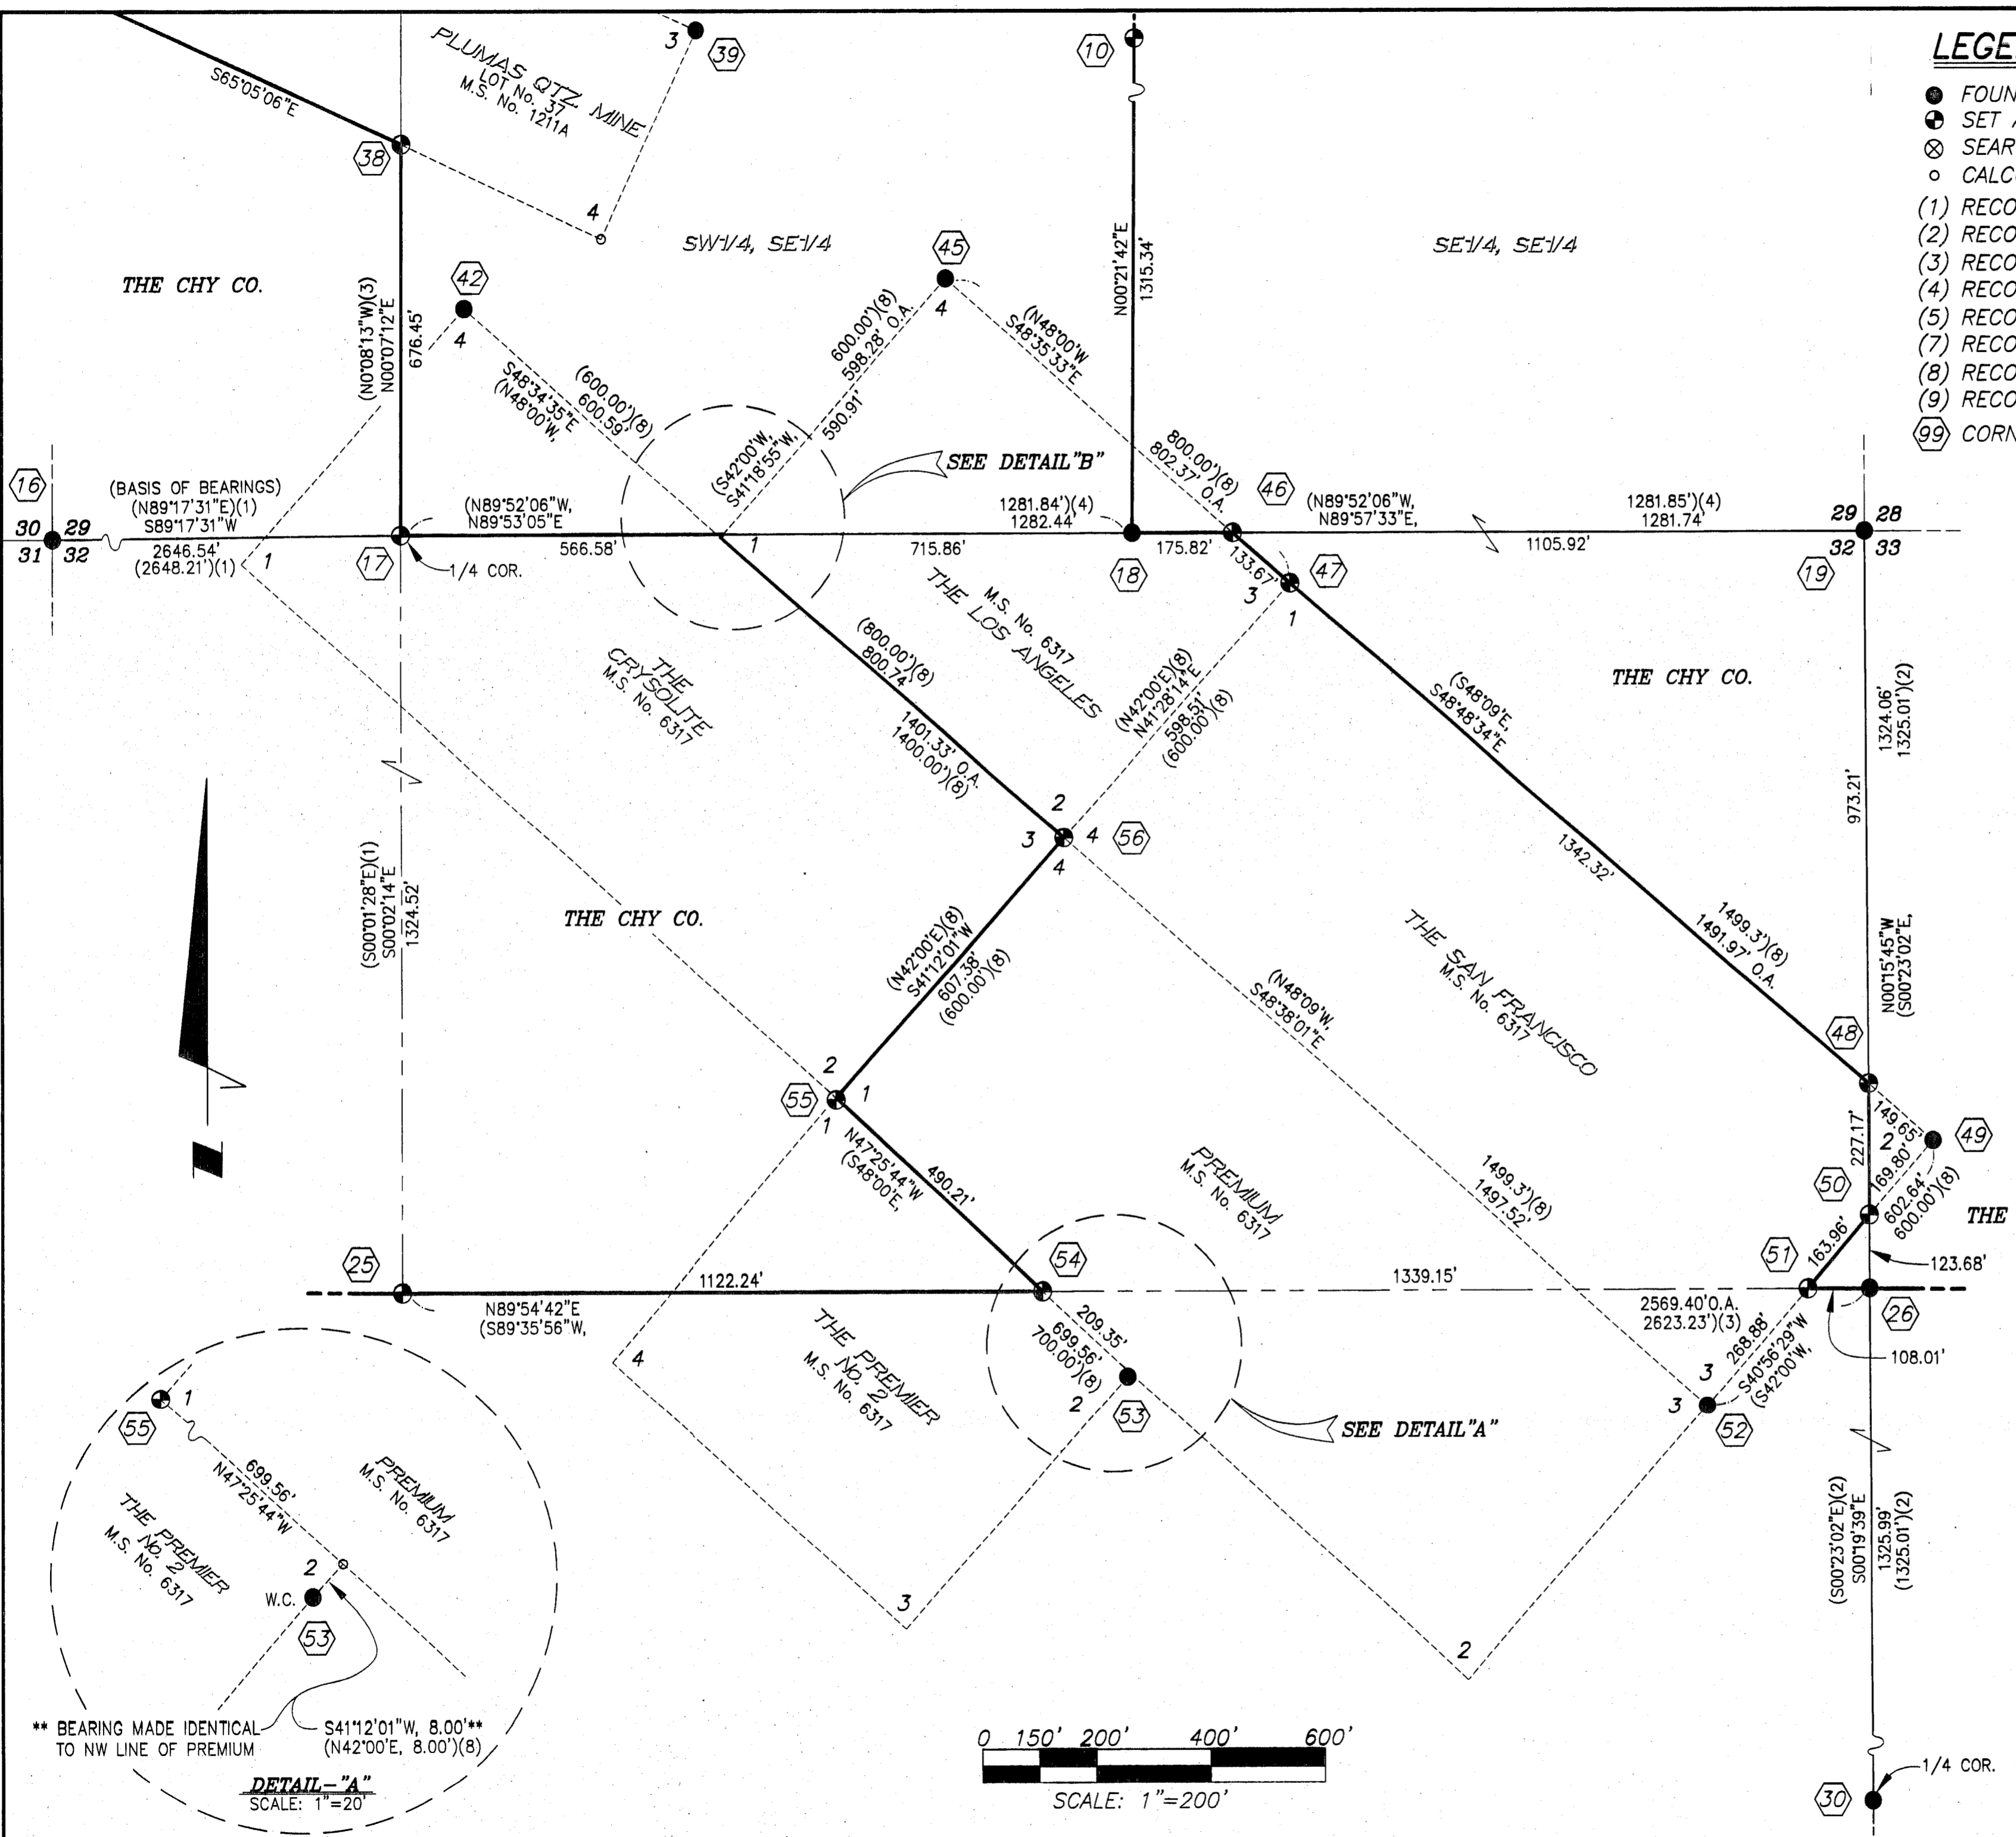 LEGE
FOUN
SET
SEAR
CALC
(1) RECO
(2) RECO
(3) RECO
(4) RECO
(5) RECO
(7) RECO
(8) RECO
(9) RECO
99 CORN
S65°05'06"E
PLUMAS QTZ. MINE
LOT No. 37
M.S. No. 1211A
3
39
10
38
4
SW1/4, SE1/4
SE1/4, SE1/4
THE CHY CO.
42
4
45
4
(N0°08'13"W)(3)
N00°07'12"E
676.45'
N00°21'42"E
1315.34'
(600.00')(8)
600.59'
S48°34'35"E
(N48°00'W,
600.00')(8)
598.28' O.A.
590.91'
(S42°00'W,
S41°18'55"W,
(N48°00'W
S48°35'33"E
800.00')(8)
802.37' O.A.
SEE DETAIL"B"
16
30 29
31 32
(BASIS OF BEARINGS)
(N89°17'31"E)(1)
S89°17'31"W
2646.54'
(2648.21')(1)
1
17
1/4 COR.
(N89°52'06"W,
N89°53'05"E
566.58'
1
1281.84')(4)
1282.44'
715.86'
18
175.82'
46
(N89°52'06"W,
N89°57'33"E,
1281.85')(4)
1281.74'
1105.92'
29 28
32 33
19
133.67'
47
3
1
M.S. No. 6317
THE LOS ANGELES
THE
CRYSOLITE
M.S. No. 6317
(800.00')(8)
800.74'
1401.33' O.A.
1400.00')(8)
(N42°00'E)(8)
N41°28'14"E
598.51'
(600.00')(8)
(S48°09'E,
S48°48'34"E
THE CHY CO.
1324.06'
1325.01')(2)
973.21'
2
3
4
4
56
1342.32'
1499.3')(8)
1491.97' O.A.
(S00°01'28"E)(1)
S00°02'14"E
1324.52'
THE CHY CO.
(N42°00'E)(8)
S41°12'01"W
607.38'
(600.00')(8)
THE SAN FRANCISCO
M.S. No. 6317
N00°15'45"W
(S00°23'02"E,
(N48°09'W,
S48°38'01"E
48
149.65'
2
49
227.17'
169.80'
602.64'
600.00')(8)
2
55
1
1
N47°25'44"W
(S48°00'E,
490.21'
PREMIUM
M.S. No. 6317
1499.3')(8)
1497.52'
50
THE
51
163.96'
123.68'
25
1122.24'
N89°54'42"E
(S89°35'56"W,
54
1339.15'
2569.40'O.A.
2623.23')(3)
26
108.01'
268.88'
S40°56'29"W
(S42°00'W,
209.35'
699.56'
700.00')(8)
THE PREMIER
No. 2
M.S. No. 6317
4
2
53
3
3
52
SEE DETAIL"A"
55
1
699.56'
N47°25'44"W
PREMIUM
M.S. No. 6317
THE PREMIER
No. 2
M.S. No. 6317
2
W.C.
53
3
2
(S00°23'02"E)(2)
S00°19'39"E
1325.99'
(1325.01')(2)
** BEARING MADE IDENTICAL
TO NW LINE OF PREMIUM
S41°12'01"W, 8.00'**
(N42°00'E, 8.00')(8)
DETAIL-"A"
SCALE: 1"=20'
0 150' 200' 400' 600'
SCALE: 1"=200'
1/4 COR.
30